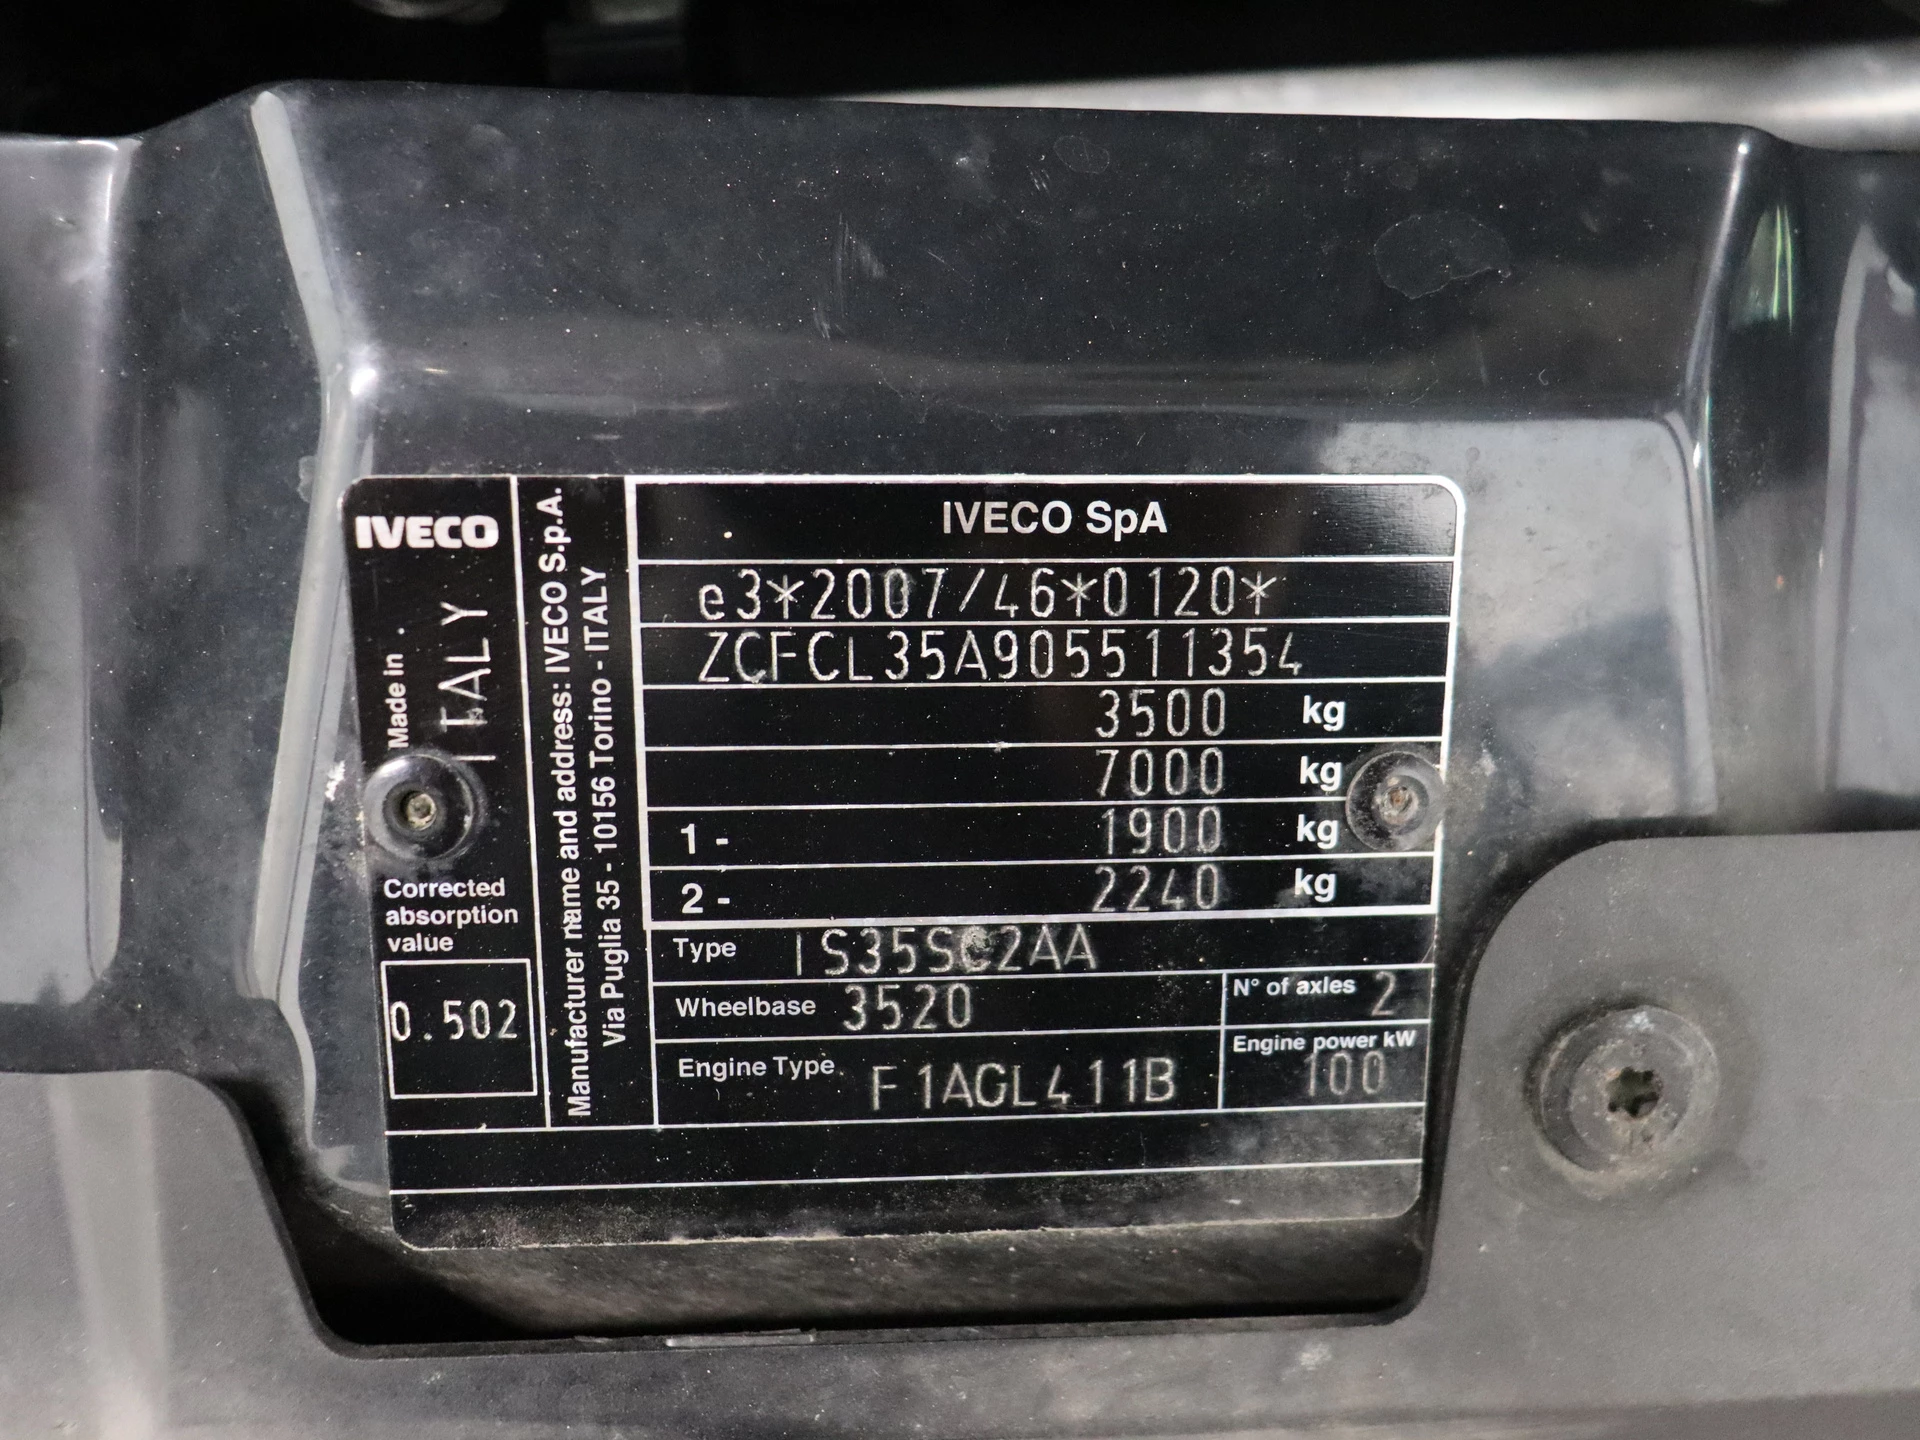 IVECO
Made in
ITALY
Corrected
absorption
value
0.502
Manufacturer name and address: IVECO S.p.A.
Via Puglia 35 - 10156 Torino - ITALY
IVECO SpA
e3*2007/46*0120*
ZCFCL35A905511354
3500 kg
7000 kg
1- 1900 kg
2- 2240 kg
Type IS35SC2AA
Wheelbase 3520
N° of axles 2
Engine Type F1AGL411B
Engine power kW
100